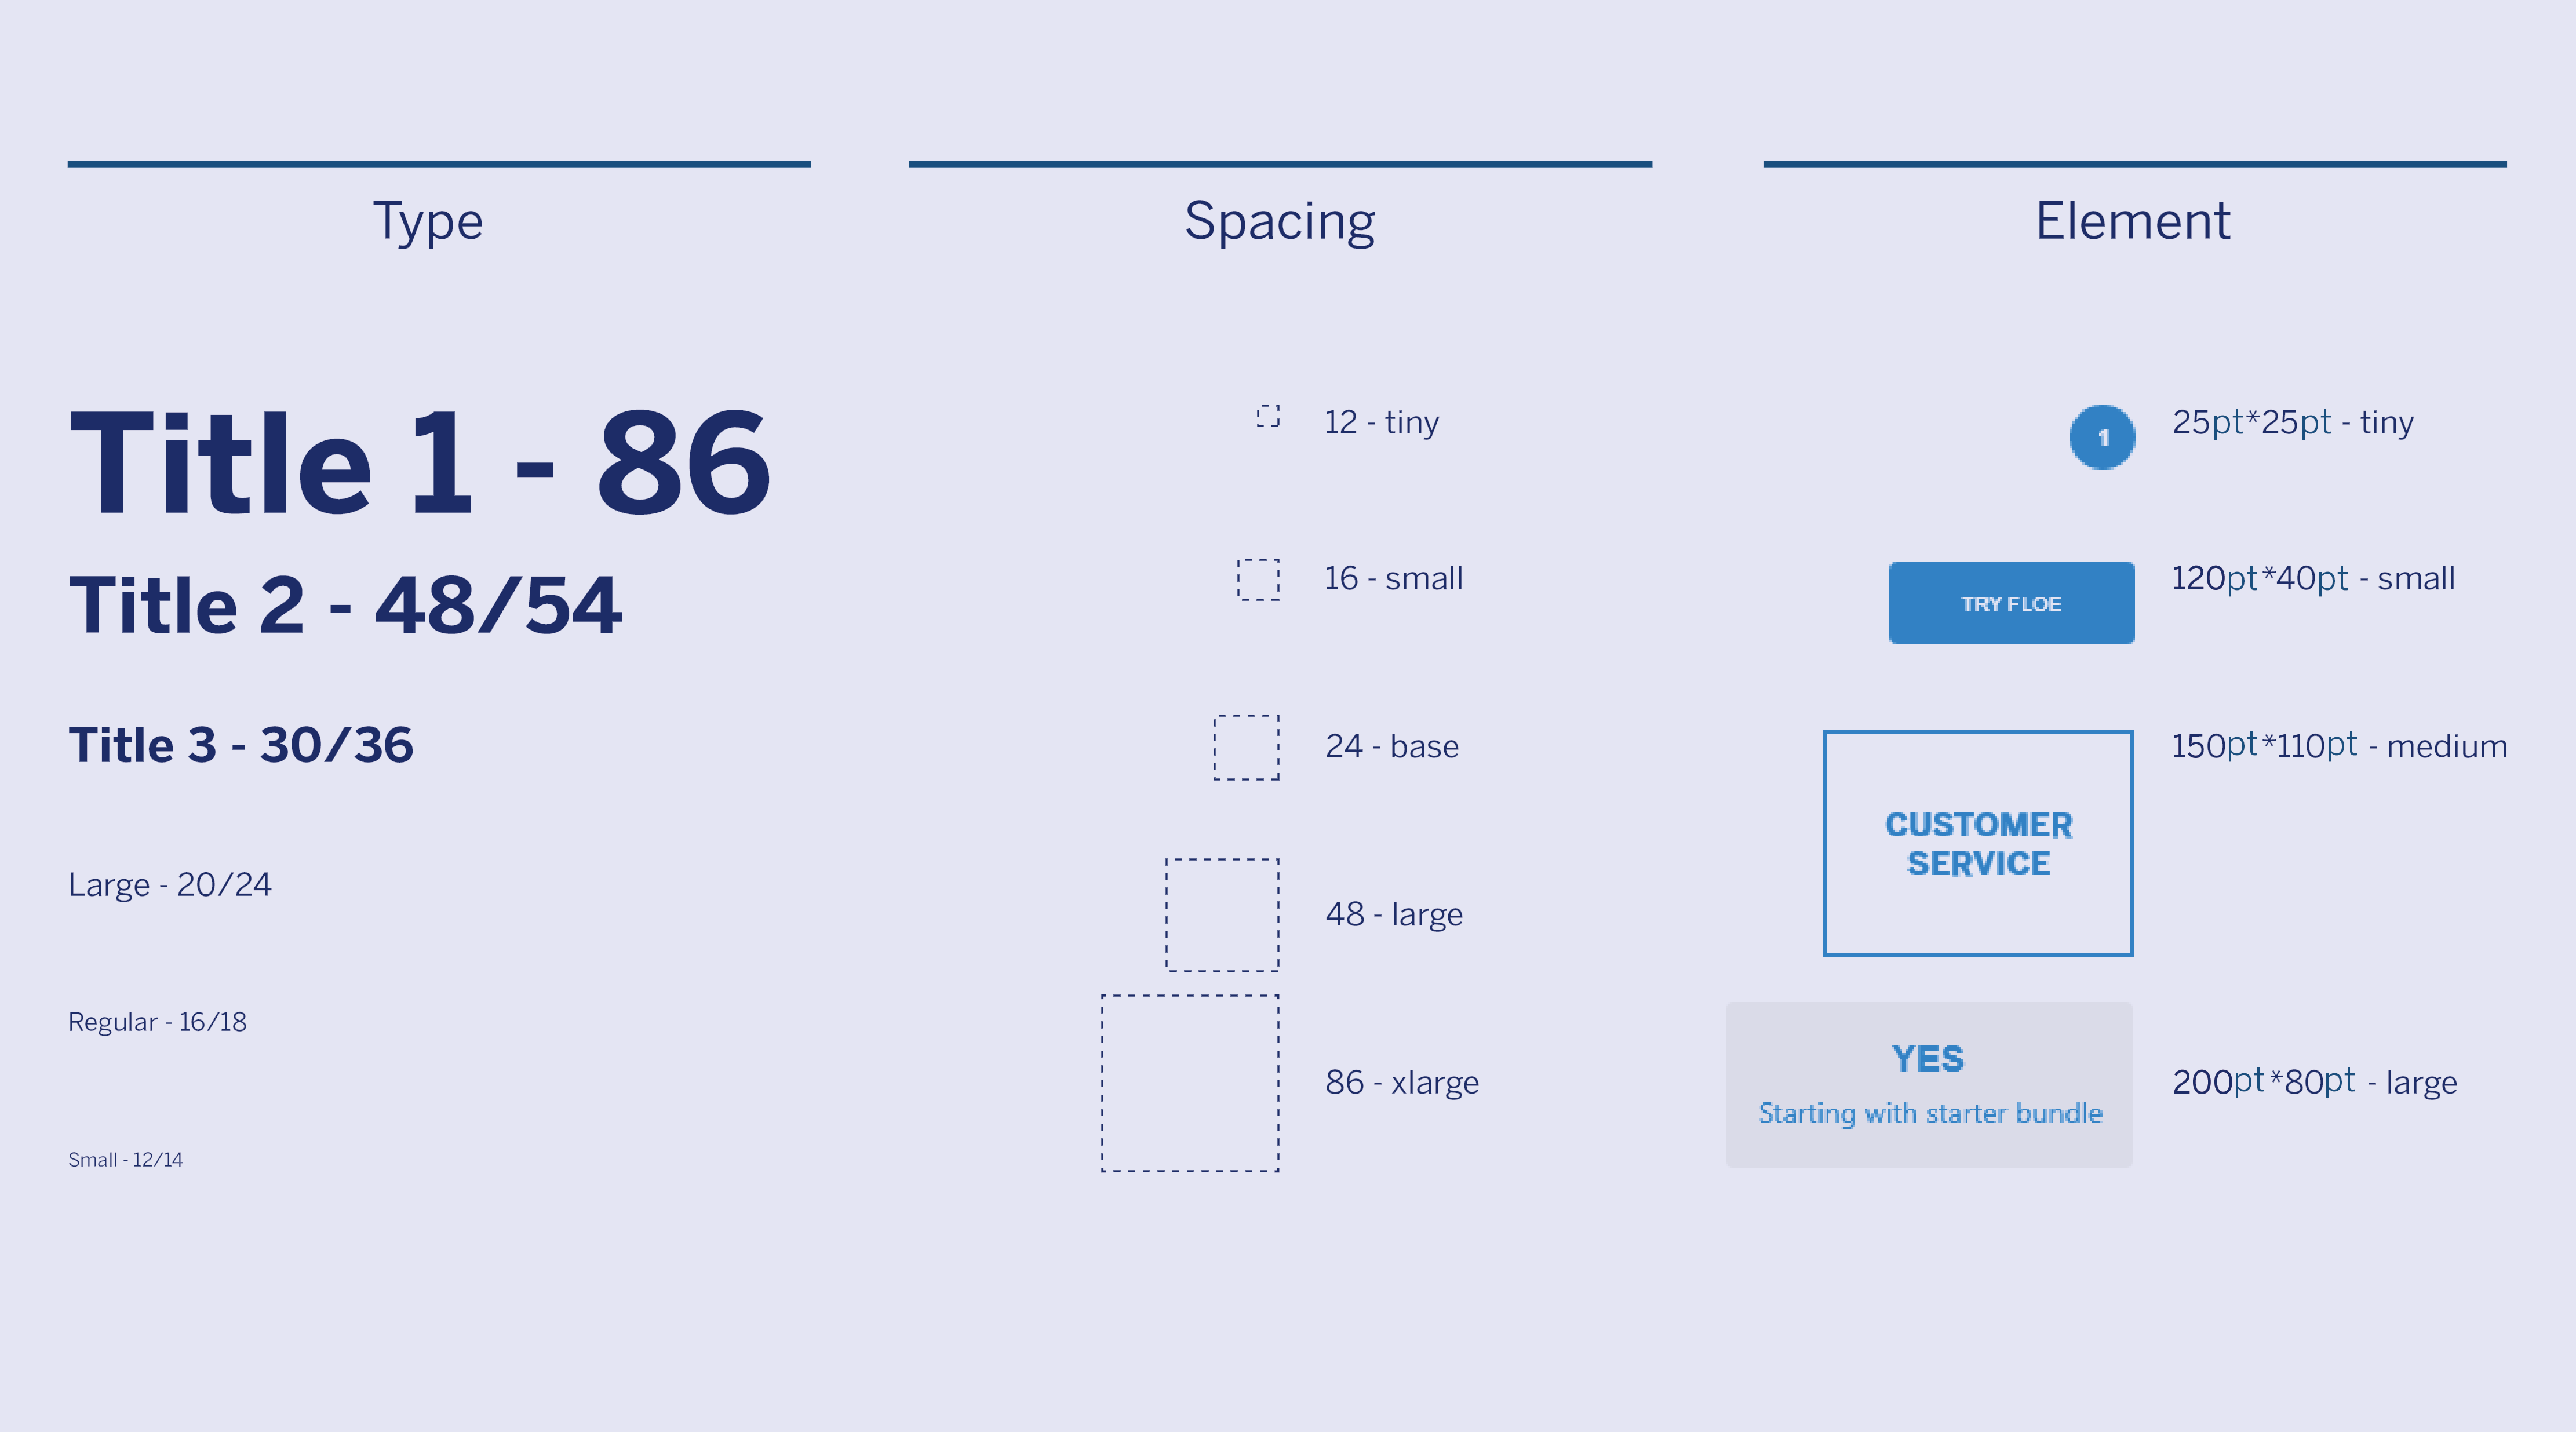 Type
Title 1 - 86
Title 2 - 48/54
Title 3 - 30/36
Large - 20/24
Regular - 16/18
Small - 12/14
Spacing
12 - tiny
16 - small
24 - base
48 - large
86 - xlarge
Element
1
25pt*25pt - tiny
TRY FLOE
120pt*40pt - small
CUSTOMER
SERVICE
150pt*110pt - medium
YES
Starting with starter bundle
200pt*80pt - large